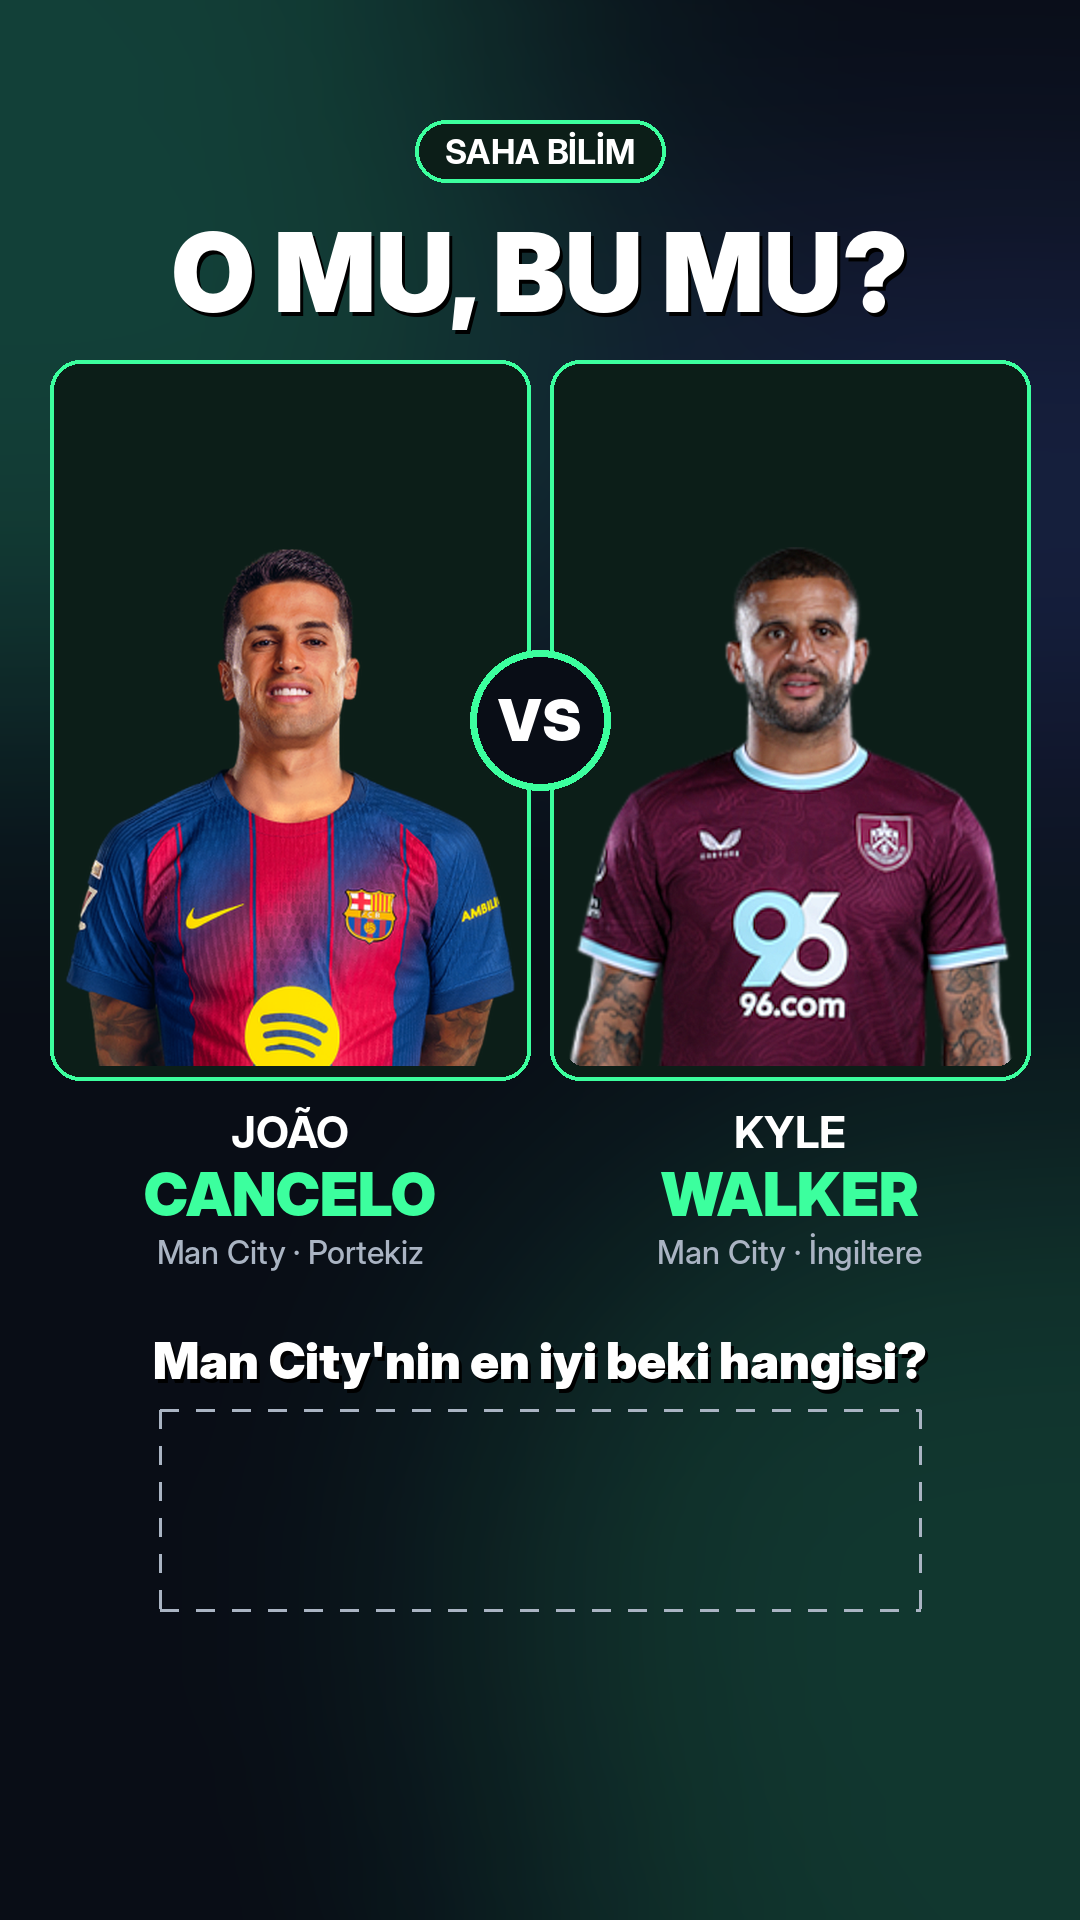 SAHA BİLİM
O MU, BU MU?
VS
AMBILI
96
96.com
JOÃO
CANCELO
Man City · Portekiz
KYLE
WALKER
Man City · İngiltere
Man City'nin en iyi beki hangisi?